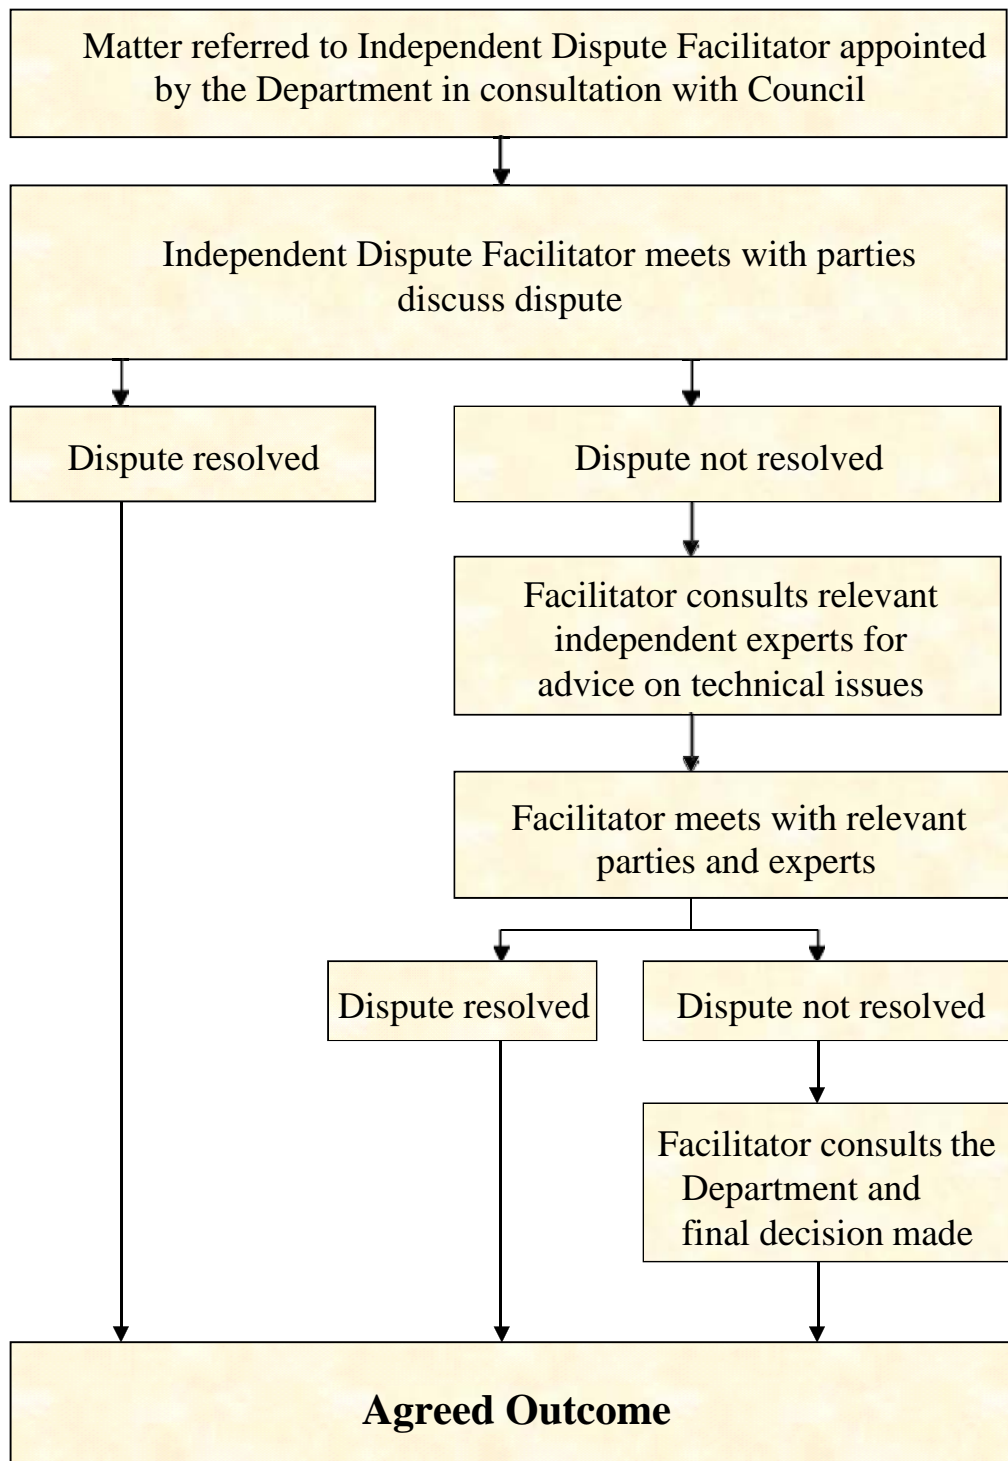 Matter referred to Independent Dispute Facilitator appointed
by the Department in consultation with Council
Independent Dispute Facilitator meets with parties
discuss dispute
Dispute resolved
Dispute not resolved
Facilitator consults relevant
independent experts for
advice on technical issues
Facilitator meets with relevant
parties and experts
Dispute resolved
Dispute not resolved
Facilitator consults the
Department and
final decision made
Agreed Outcome